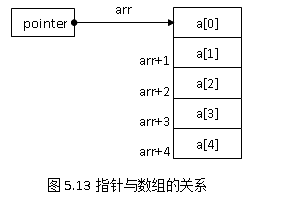 arr
pointer
a[0]
arr+1
a[1]
arr+2
a[2]
arr+3
a[3]
arr+4
a[4]
图 5.13 指针与数组的关系